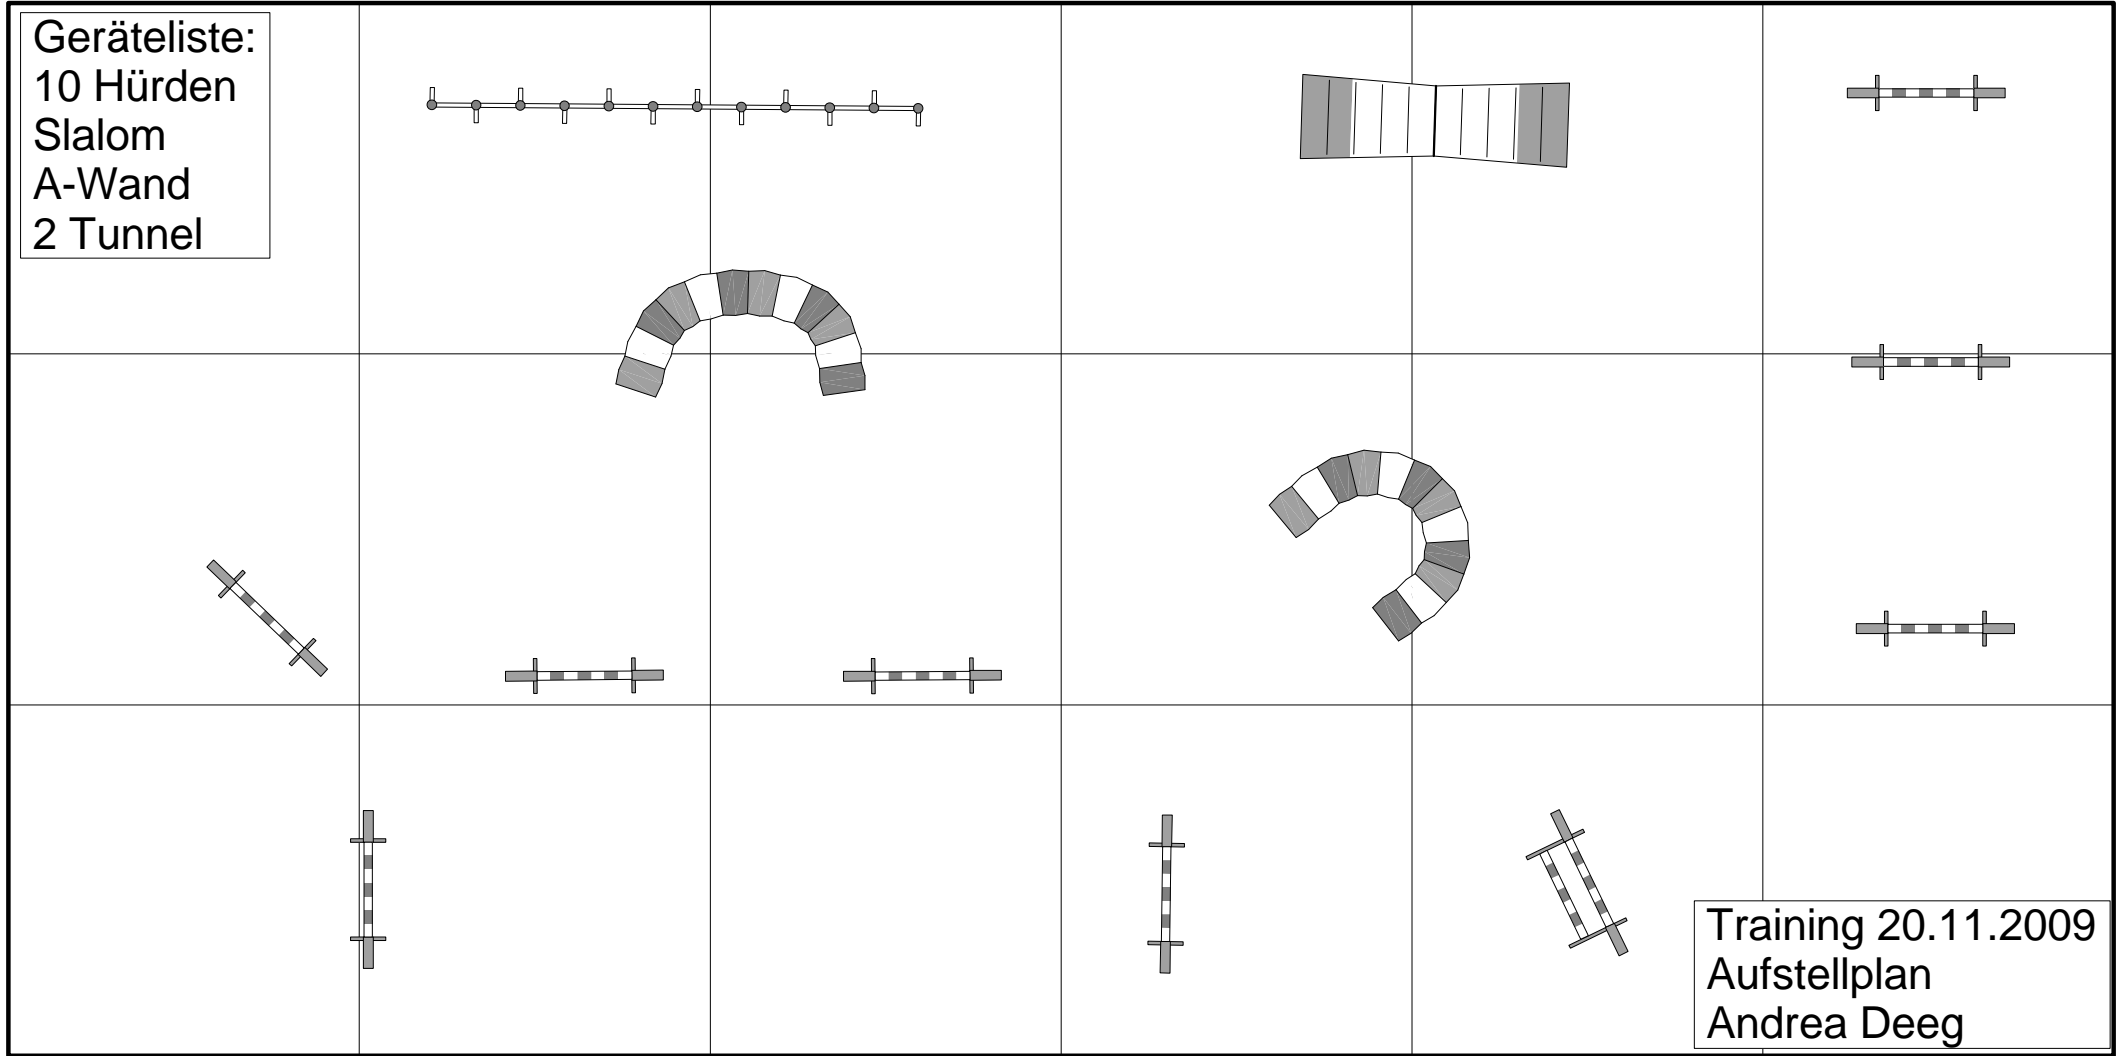 Geräteliste:
10 Hürden
Slalom
A-Wand
2 Tunnel
Training 20.11.2009
Aufstellplan
Andrea Deeg